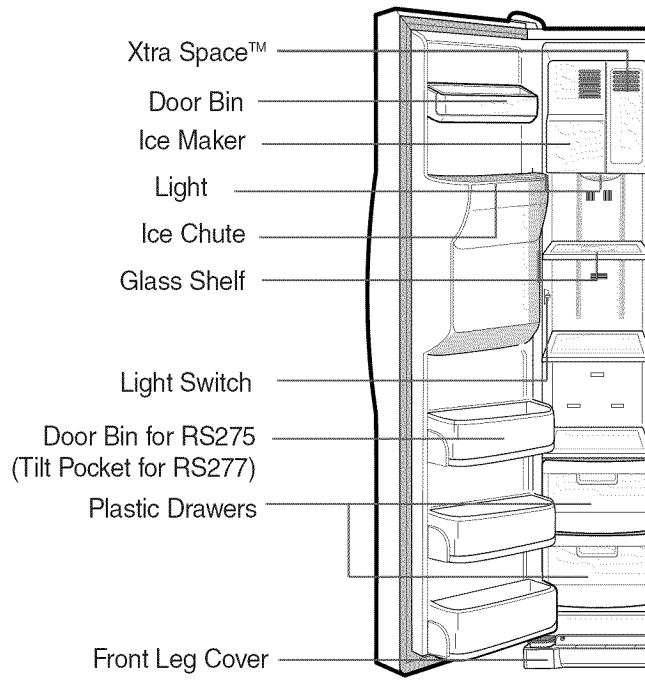 Xtra Space™
Door Bin
Ice Maker
Light
Ice Chute
Glass Shelf
Light Switch
Door Bin for RS275
(Tilt Pocket for RS277)
Plastic Drawers
Front Leg Cover